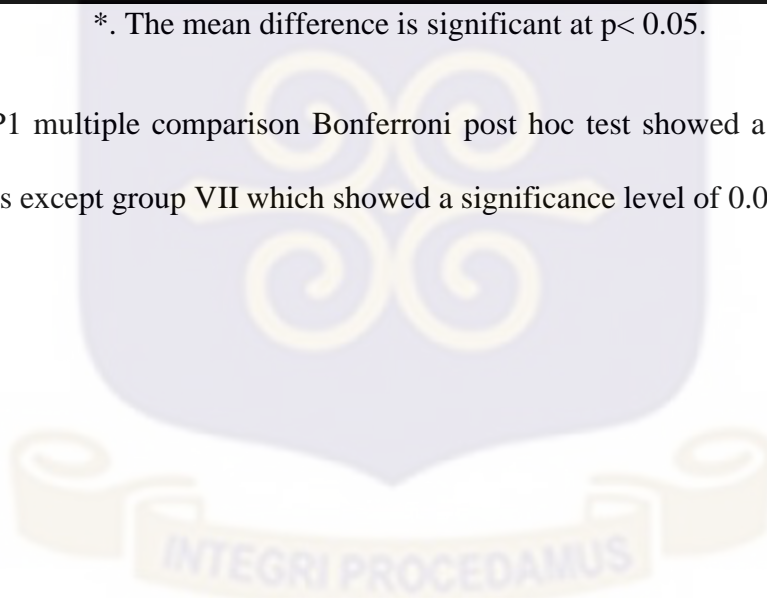 *. The mean difference is significant at p< 0.05.
P1 multiple comparison Bonferroni post hoc test showed a
s except group VII which showed a significance level of 0.0
INTEGRI PROCEDAMUS